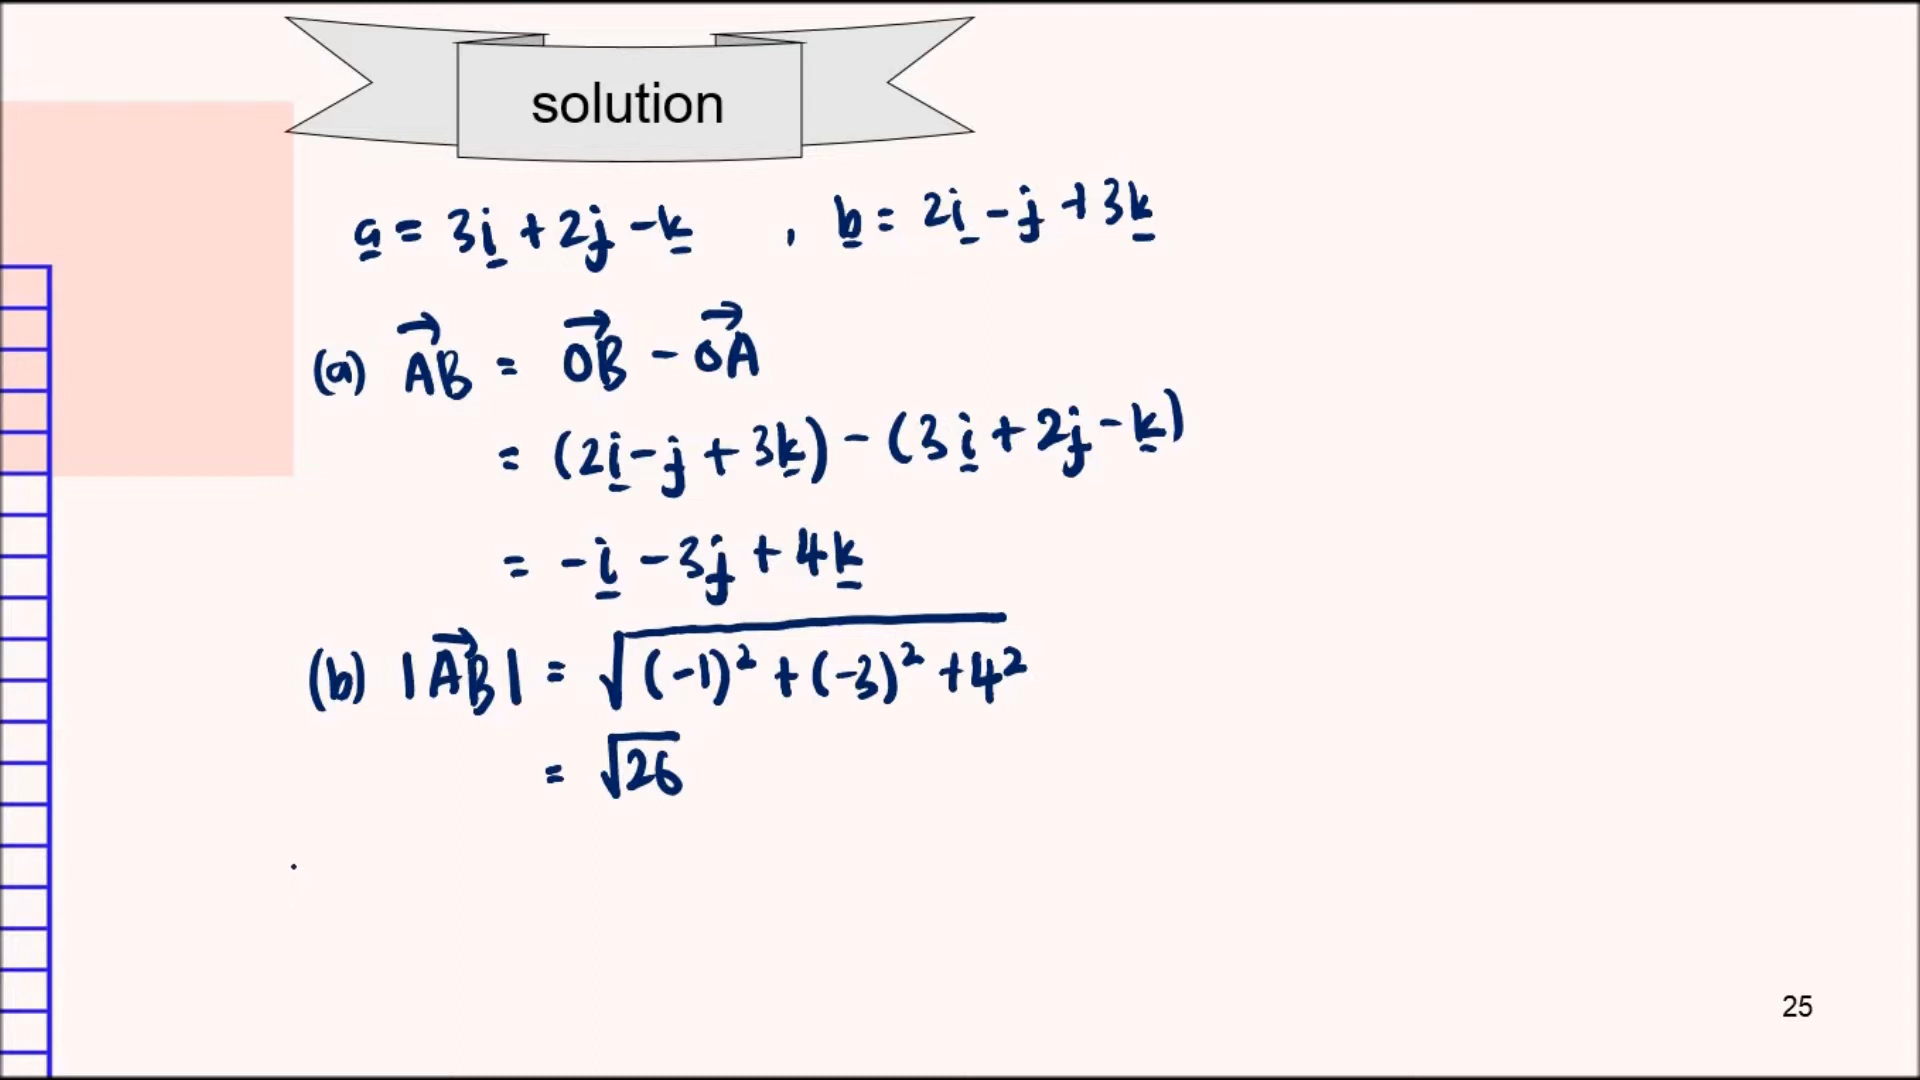 solution
a = 3i + 2j - k , b = 2i - j + 3k
(a) AB⃗ = OB⃗ - OA⃗
= (2i - j + 3k) - (3i + 2j - k)
= -i - 3j + 4k
(b) |AB⃗| = √(-1)² + (-3)² + 4²
= √26
25